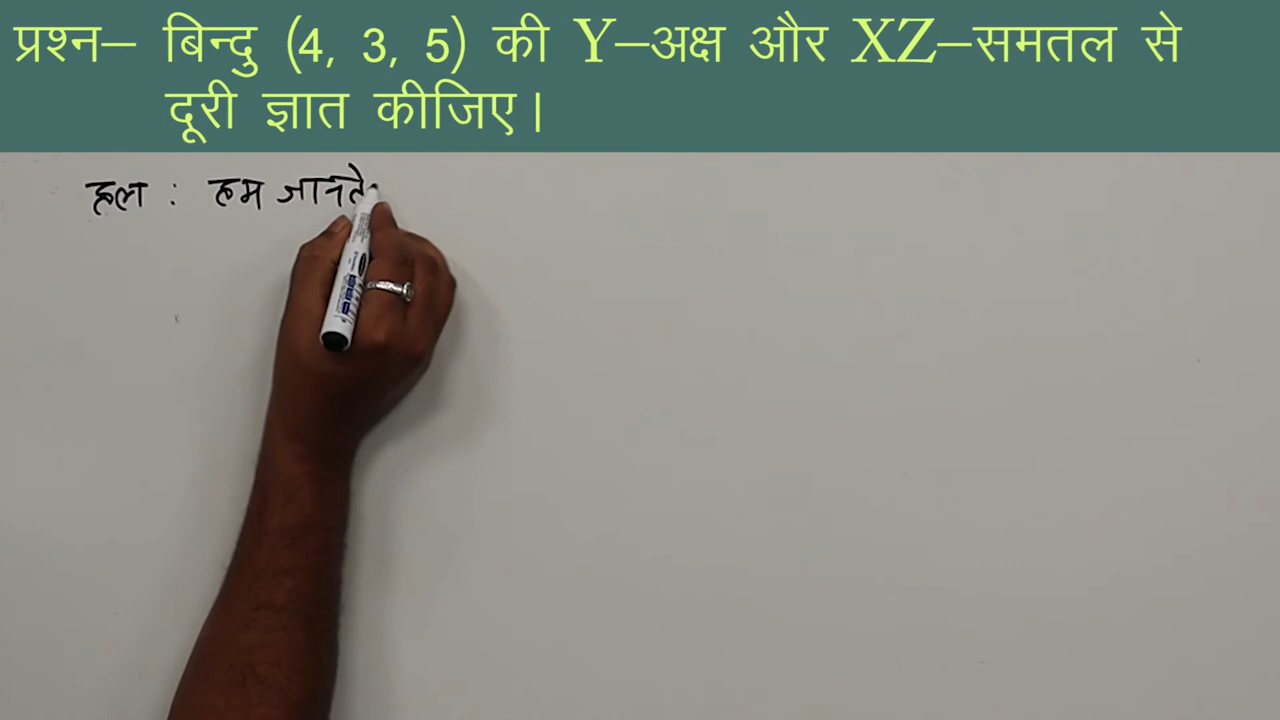 प्रश्न– बिन्दु (4, 3, 5) की Y–अक्ष और XZ–समतल से
दूरी ज्ञात कीजिए।
हल : हम जानते